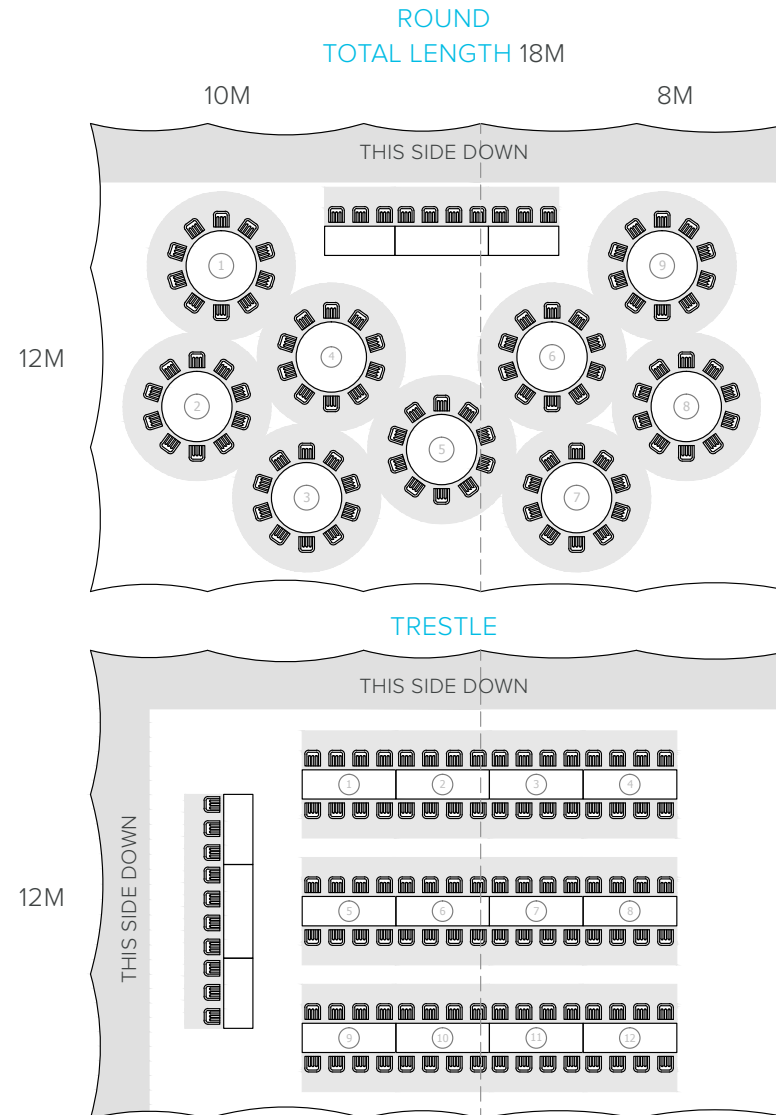 ROUND
TOTAL LENGTH 18M
10M
8M
THIS SIDE DOWN
12M
1
9
4
6
2
8
5
3
7
TRESTLE
THIS SIDE DOWN
12M
THIS SIDE DOWN
1
2
3
4
5
6
7
8
9
10
11
12